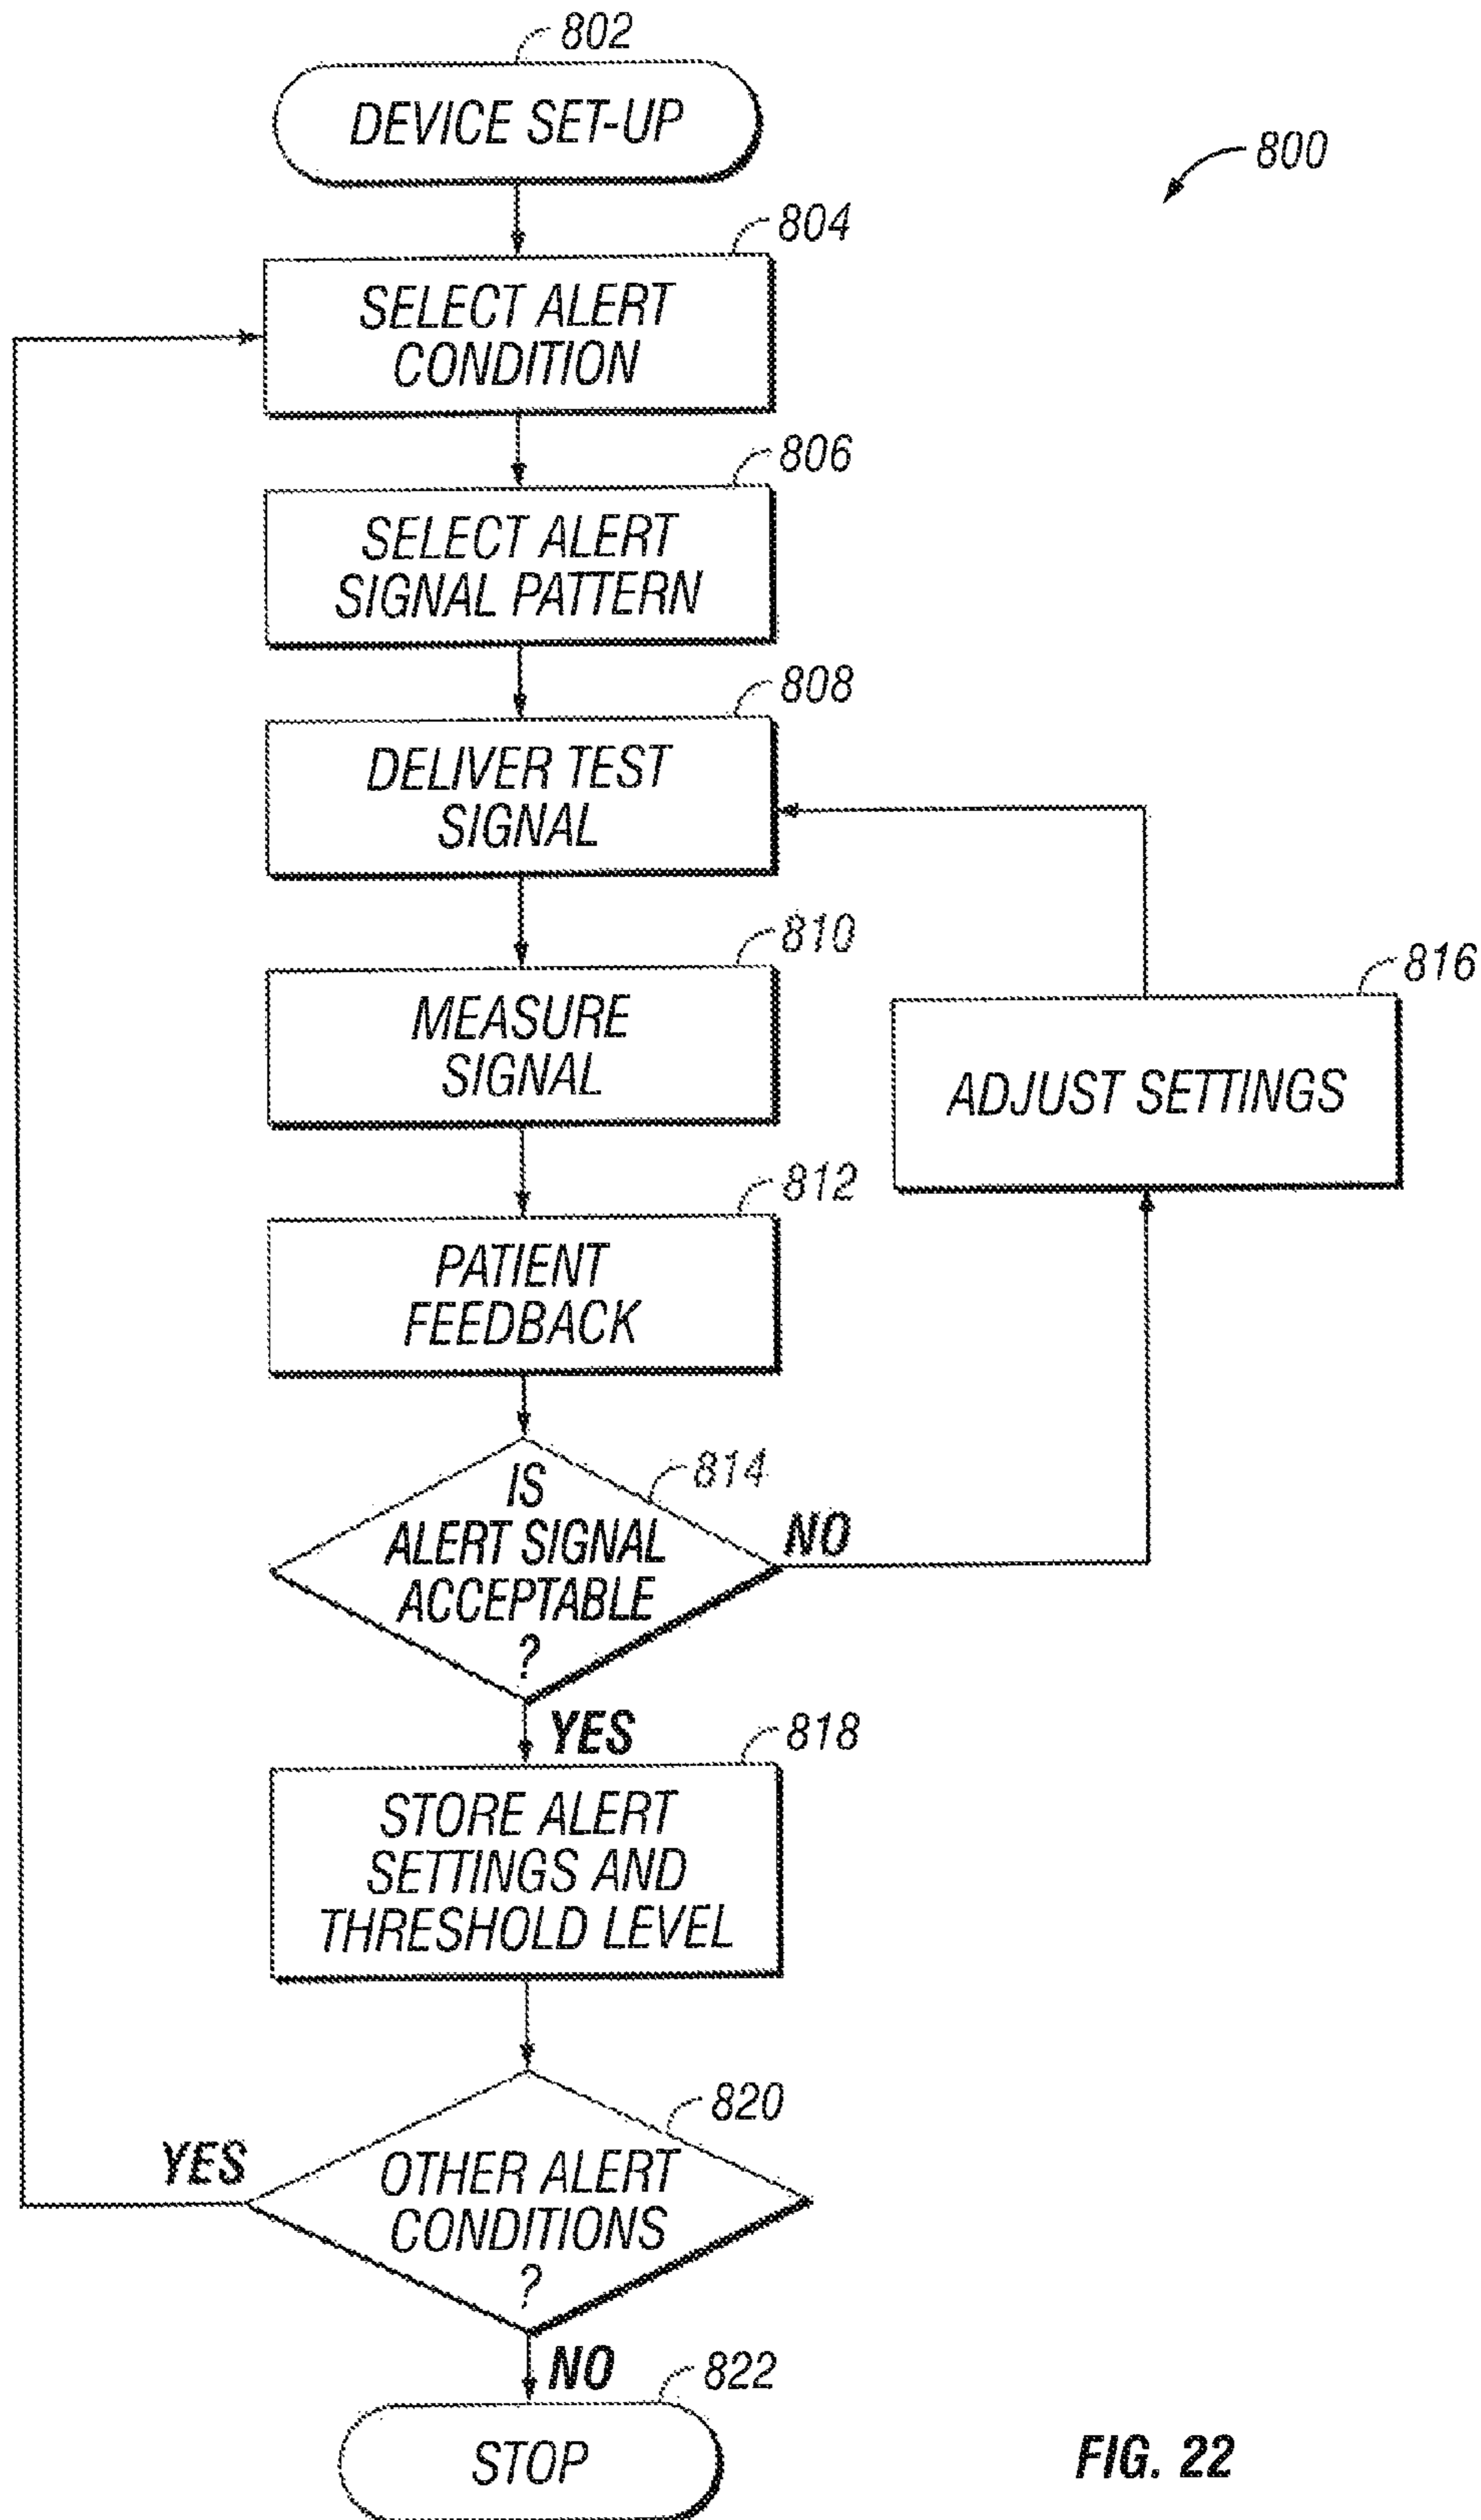 802
DEVICE SET-UP
800
804
SELECT ALERT
CONDITION
806
SELECT ALERT
SIGNAL PATTERN
808
DELIVER TEST
SIGNAL
810
MEASURE
SIGNAL
816
ADJUST SETTINGS
812
PATIENT
FEEDBACK
814
IS
ALERT SIGNAL
ACCEPTABLE
?
NO
YES
818
STORE ALERT
SETTINGS AND
THRESHOLD LEVEL
820
YES
OTHER ALERT
CONDITIONS
?
NO
822
STOP
FIG. 22